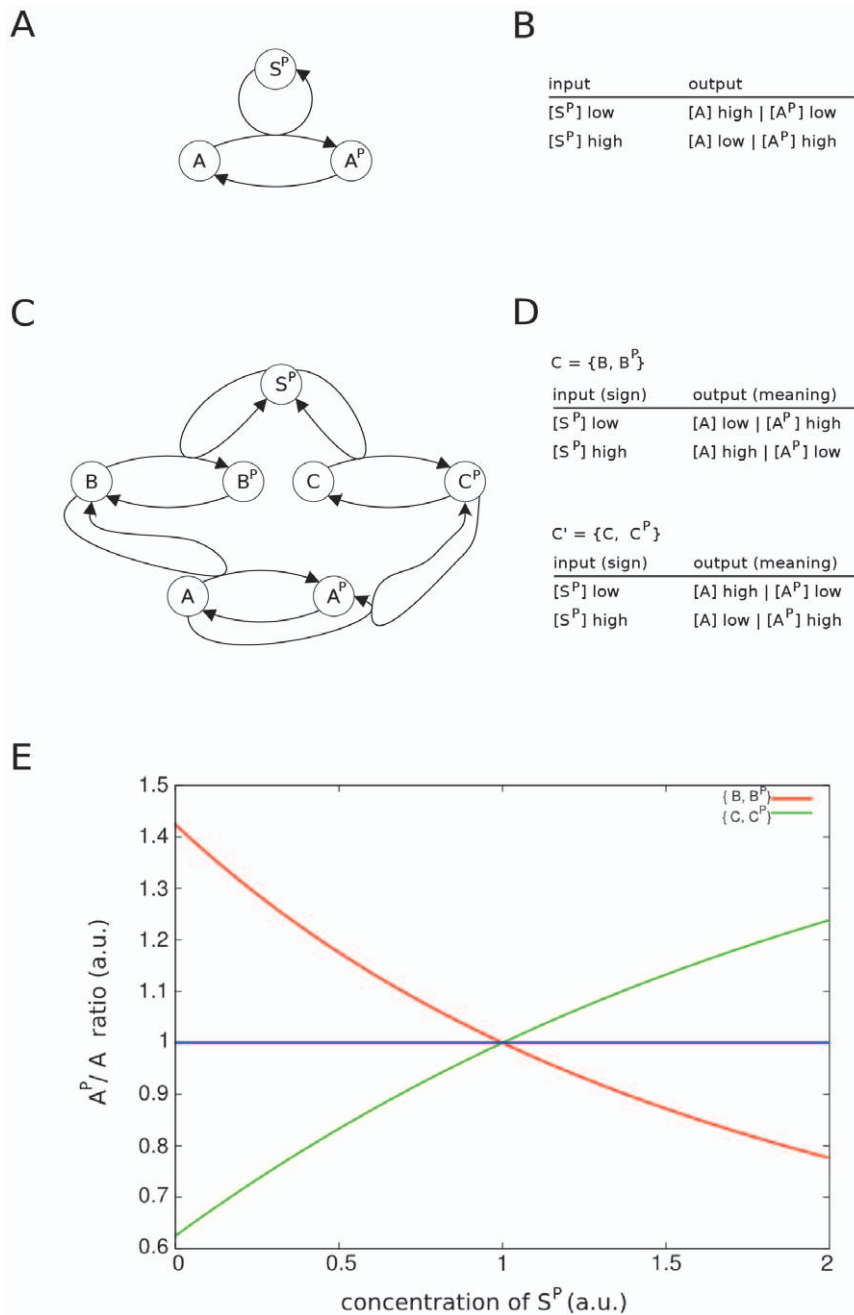 A
S^P
A
A^P
B
input output
[S^P] low [A] high | [A^P] low
[S^P] high [A] low | [A^P] high
C
S^P
B B^P C C^P
A A^P
D
C = {B, B^P}
input (sign) output (meaning)
[S^P] low [A] low | [A^P] high
[S^P] high [A] high | [A^P] low
C' = {C, C^P}
input (sign) output (meaning)
[S^P] low [A] high | [A^P] low
[S^P] high [A] low | [A^P] high
E
1.5
1.4
1.3
1.2
1.1
1
0.9
0.8
0.7
0.6
A^P/ A ratio (a.u.)
{ B, B^P}
{ C, C^P}
0 0.5 1 1.5 2
concentration of S^P (a.u.)